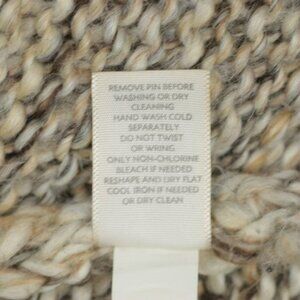 REMOVE PIN BEFORE
WASHING OR DRY
CLEANING
HAND WASH COLD
SEPARATELY
DO NOT TWIST
OR WRING
ONLY NON-CHLORINE
BLEACH IF NEEDED
RESHAPE AND DRY FLAT
COOL IRON IF NEEDED
OR DRY CLEAN